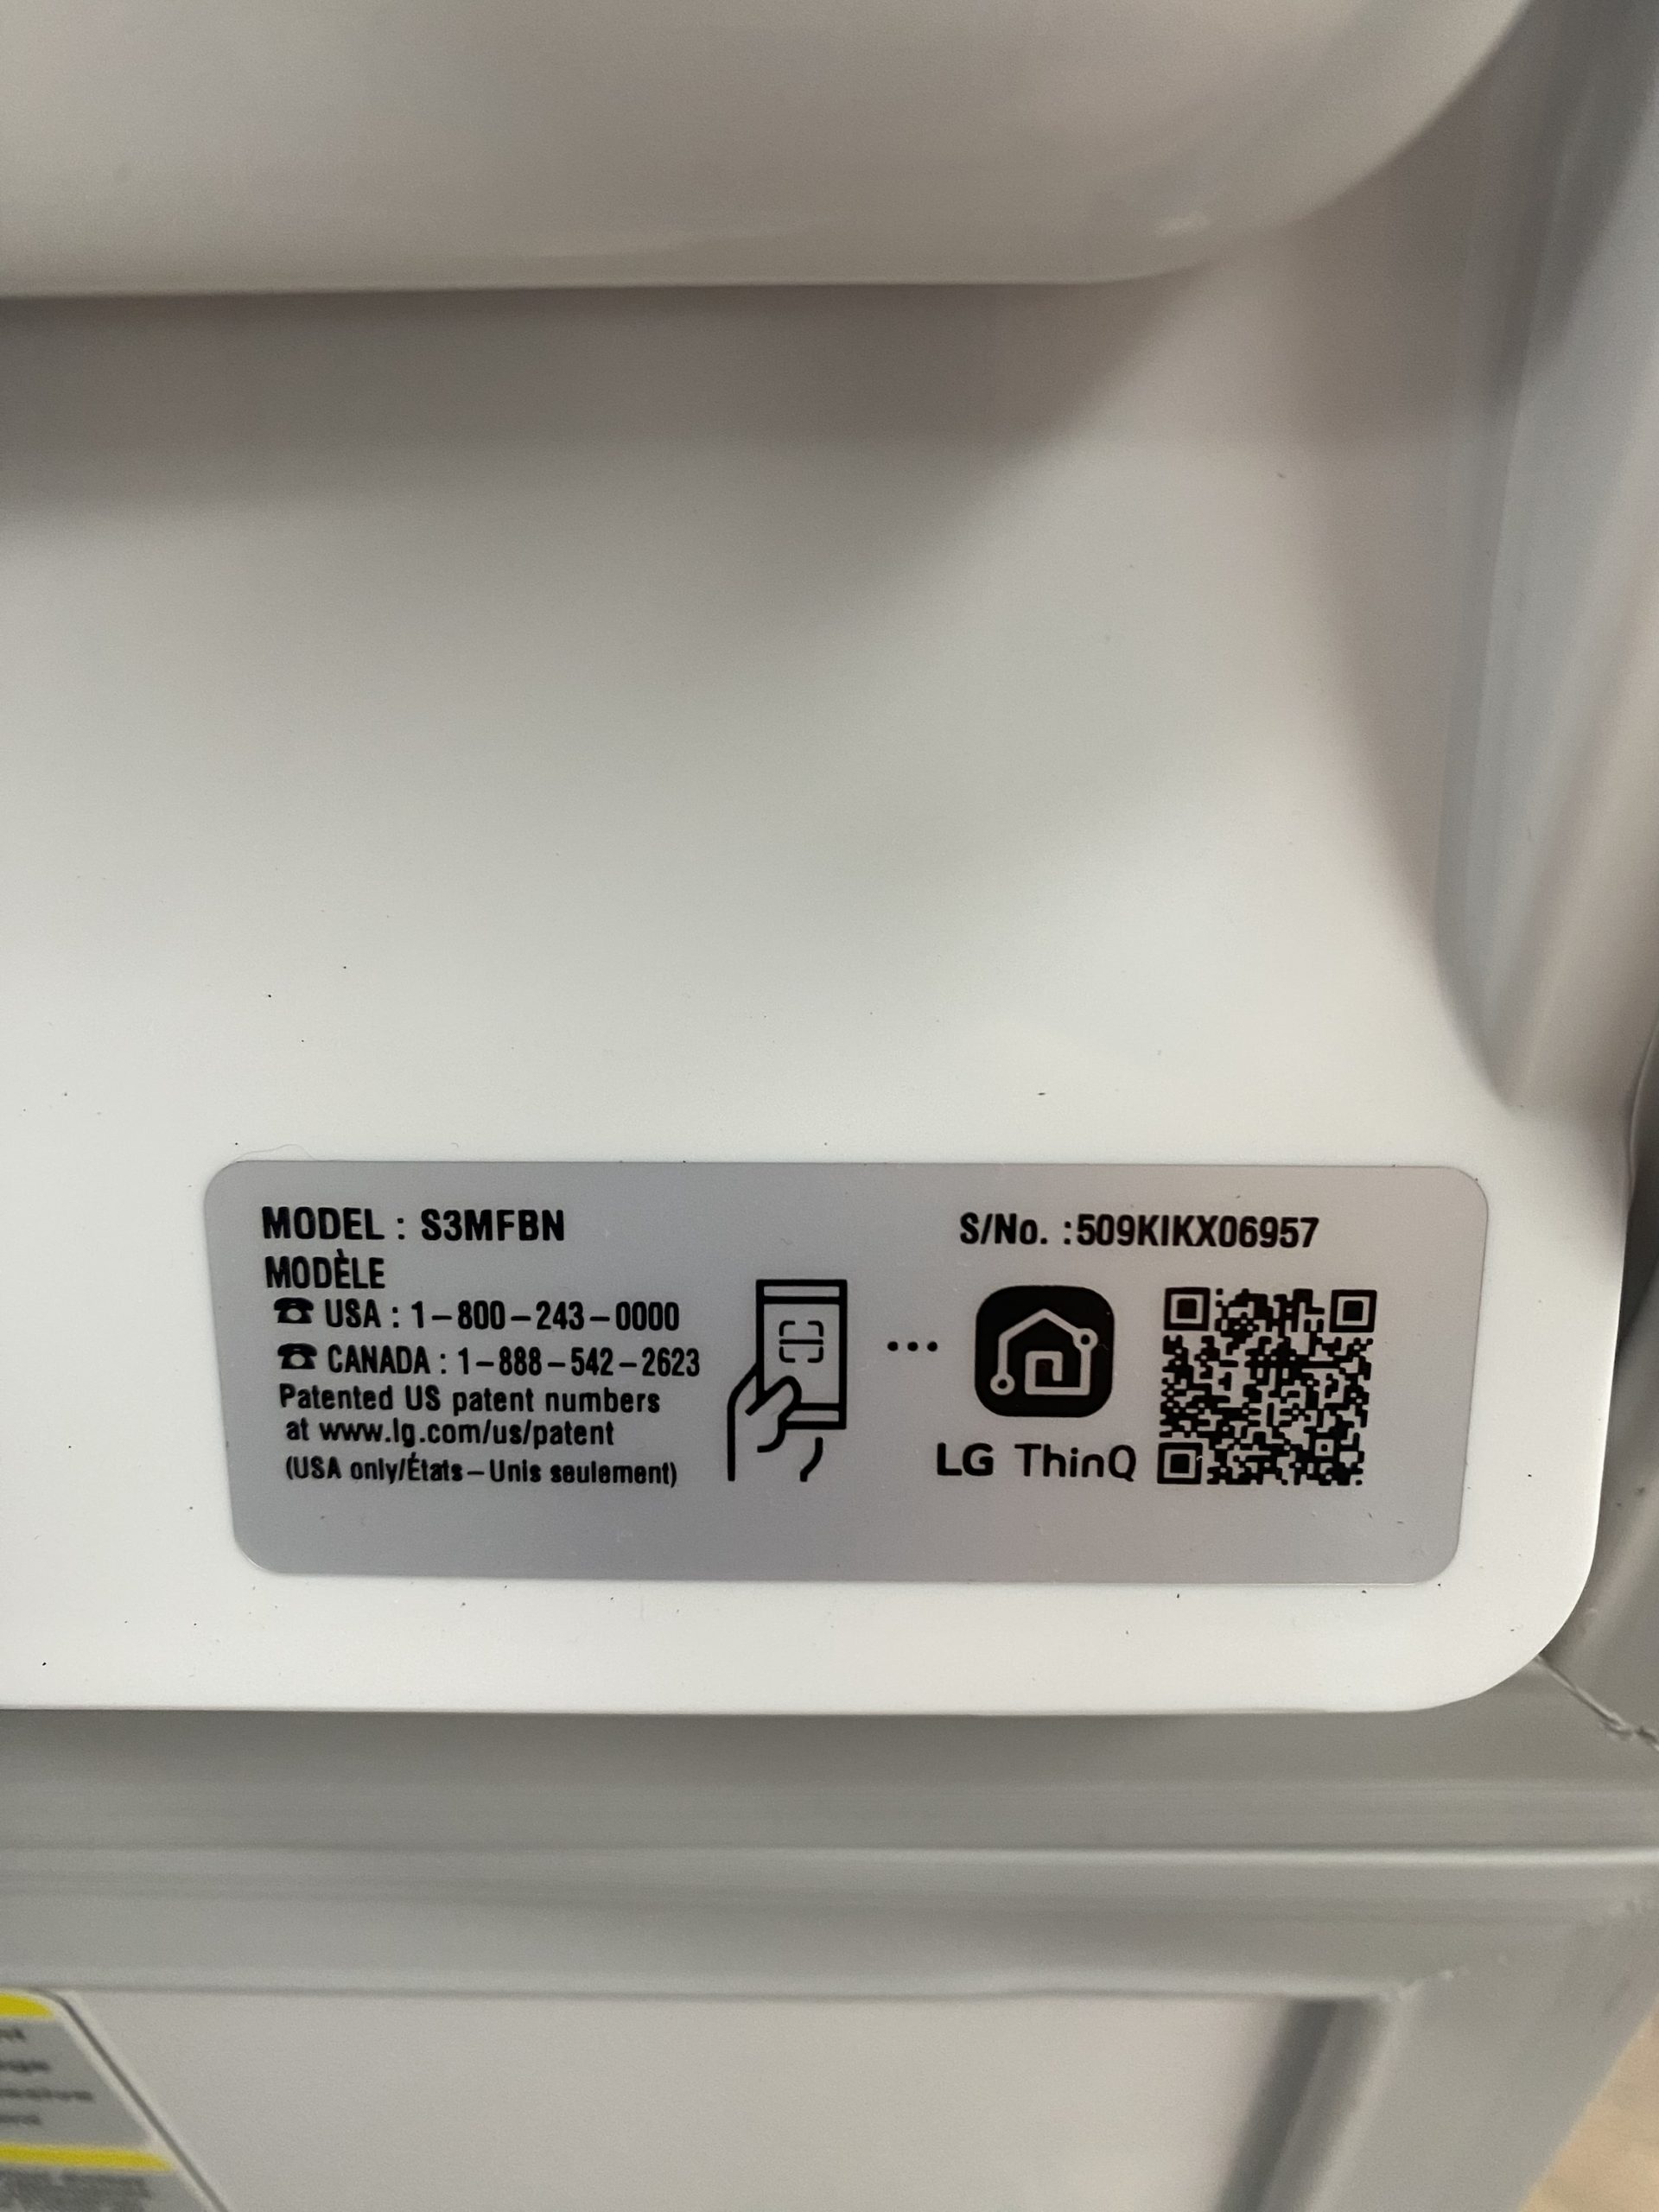 MODEL : S3MFBN
MODÈLE
☎ USA : 1-800-243-0000
☎ CANADA : 1-888-542-2623
Patented US patent numbers
at www.lg.com/us/patent
(USA only/États-Unis seulement)
S/No. :509KIKX06957
LG ThinQ